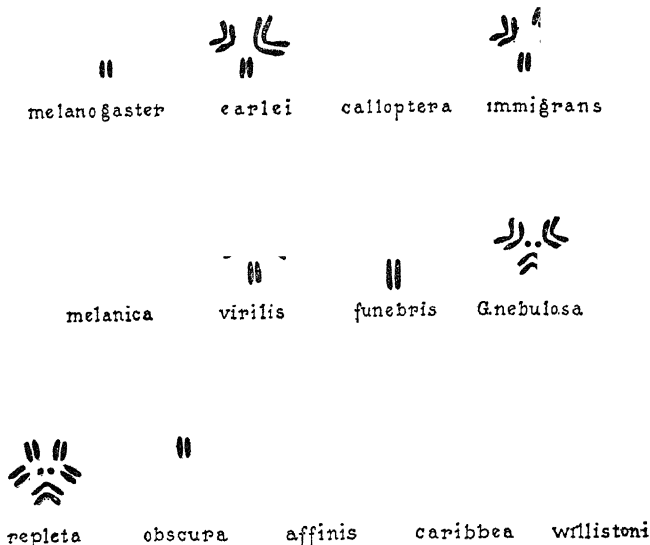 melanogaster earlei calloptera immigrans
melanica virilis funebris G.nebulosa
repleta obscura affinis caribbea willistoni